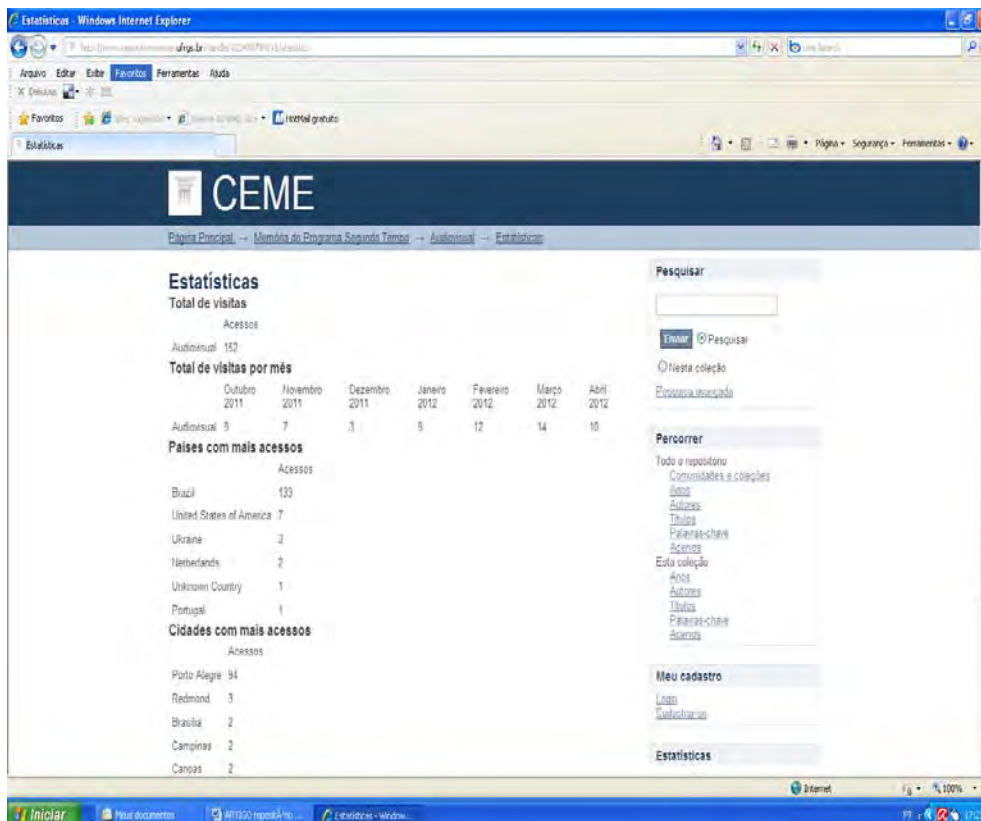 Estatísticas - Windows Internet Explorer
ufrgs.br
Arquivo Editar Exibir Favoritos Ferramentas Ajuda
X
Favoritos HotMail gratuito
Estatísticas Página Segurança Ferramentas
CEME
Página Principal → Memória do Programa Segundo Tempo → Audiovisual → Estatísticas
Estatísticas
Total de visitas
Acessos
Audiovisual 152
Total de visitas por mês
Outubro 2011 Novembro 2011 Dezembro 2011 Janeiro 2012 Fevereiro 2012 Março 2012 Abril 2012
Audiovisual 9 7 3 9 12 14 10
Países com mais acessos
Acessos
Brazil 133
United States of America 7
Ukraine
Netherlands 2
Unknown Country 1
Portugal 1
Cidades com mais acessos
Acessos
Porto Alegre 94
Redmond 3
Brasília 2
Campinas 2
Canoas 2
Pesquisar
Enviar Pesquisar
Nesta coleção
Pesquisa avançada
Percorrer
Todo o repositório
Comunidades e coleções
Anos
Autores
Títulos
Palavras-chave
Acervos
Esta coleção
Anos
Autores
Títulos
Palavras-chave
Acervos
Meu cadastro
Login
Cadastrar-se
Estatísticas
Internet 100%
Iniciar Meus documentos ARTIGO Estatísticas - Window... PT